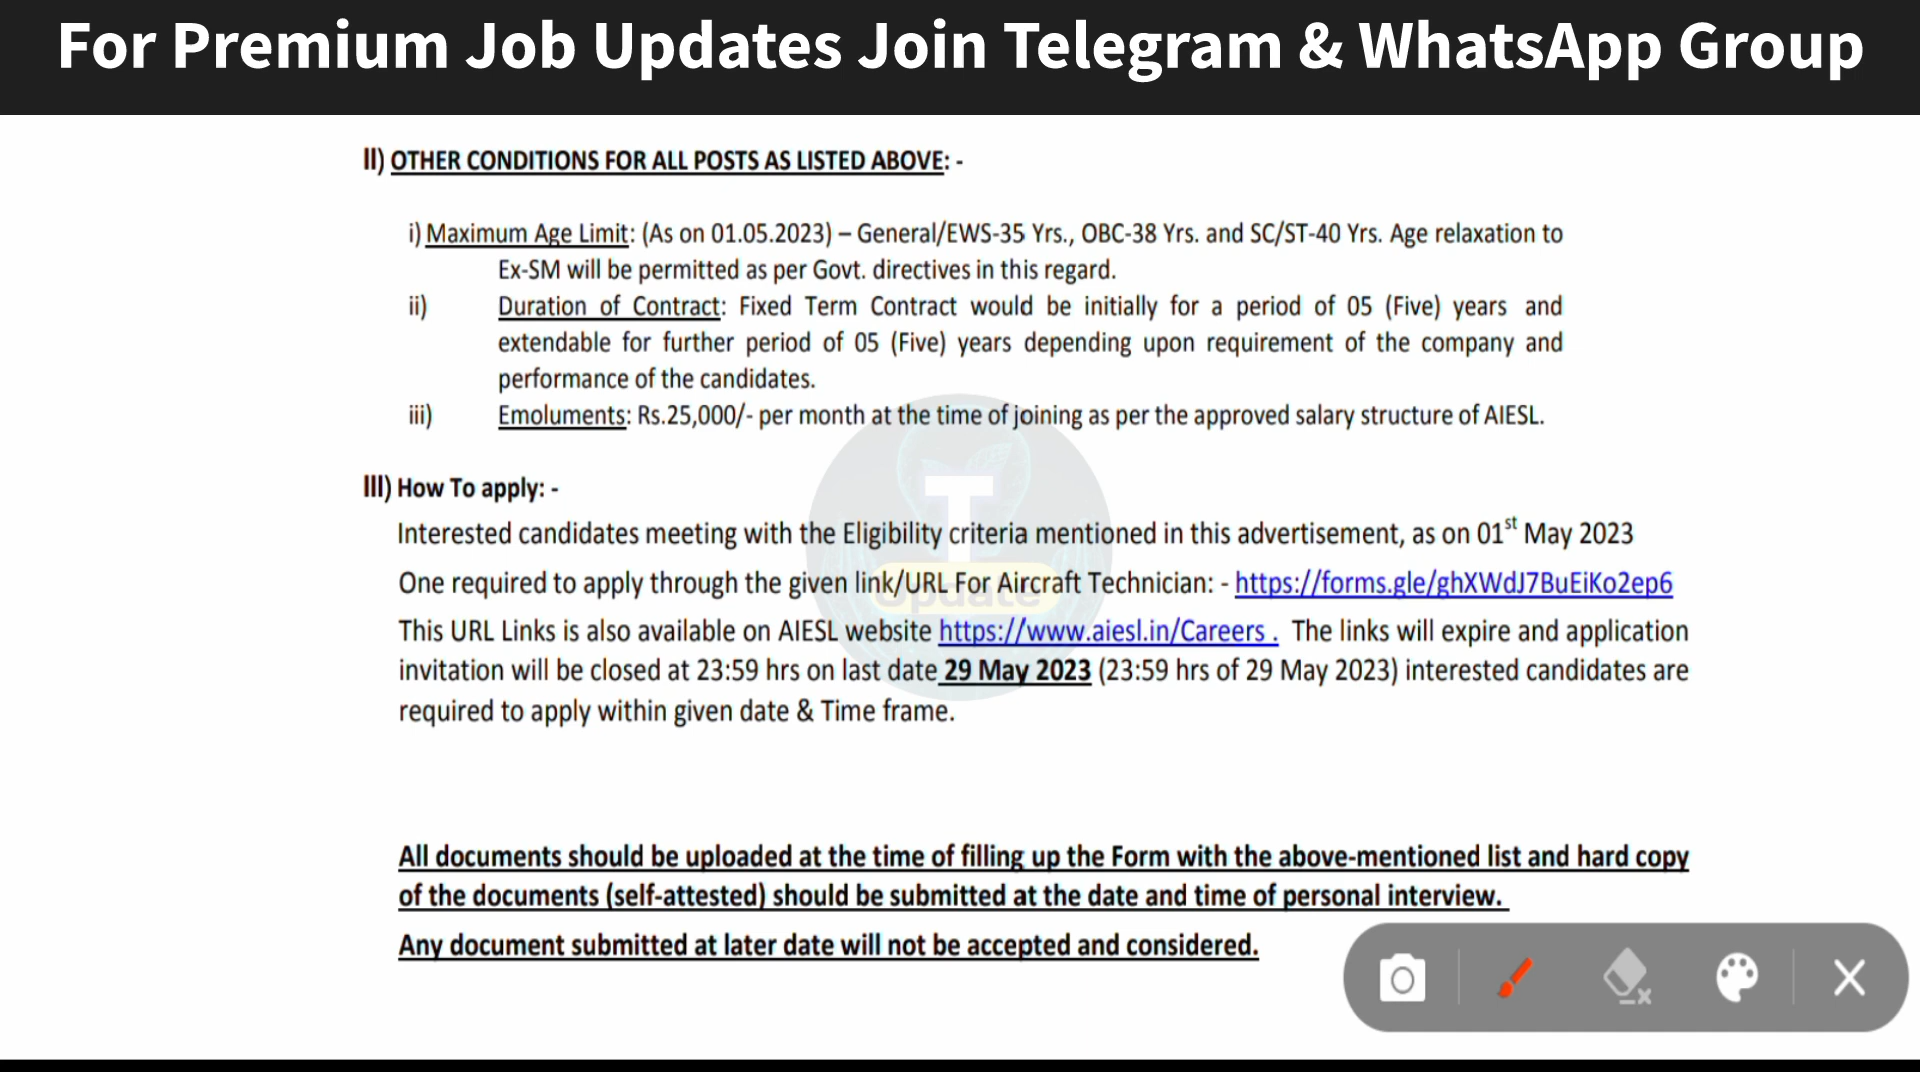 For Premium Job Updates Join Telegram & WhatsApp Group
II) OTHER CONDITIONS FOR ALL POSTS AS LISTED ABOVE: -
i) Maximum Age Limit: (As on 01.05.2023) – General/EWS-35 Yrs., OBC-38 Yrs. and SC/ST-40 Yrs. Age relaxation to
Ex-SM will be permitted as per Govt. directives in this regard.
ii) Duration of Contract: Fixed Term Contract would be initially for a period of 05 (Five) years and
extendable for further period of 05 (Five) years depending upon requirement of the company and
performance of the candidates.
iii) Emoluments: Rs.25,000/- per month at the time of joining as per the approved salary structure of AIESL.
III) How To apply: -
Interested candidates meeting with the Eligibility criteria mentioned in this advertisement, as on 01st May 2023
One required to apply through the given link/URL For Aircraft Technician: - https://forms.gle/ghXWdJ7BuEiKo2ep6
This URL Links is also available on AIESL website https://www.aiesl.in/Careers . The links will expire and application
invitation will be closed at 23:59 hrs on last date 29 May 2023 (23:59 hrs of 29 May 2023) interested candidates are
required to apply within given date & Time frame.
All documents should be uploaded at the time of filling up the Form with the above-mentioned list and hard copy
of the documents (self-attested) should be submitted at the date and time of personal interview.
Any document submitted at later date will not be accepted and considered.
T
Update